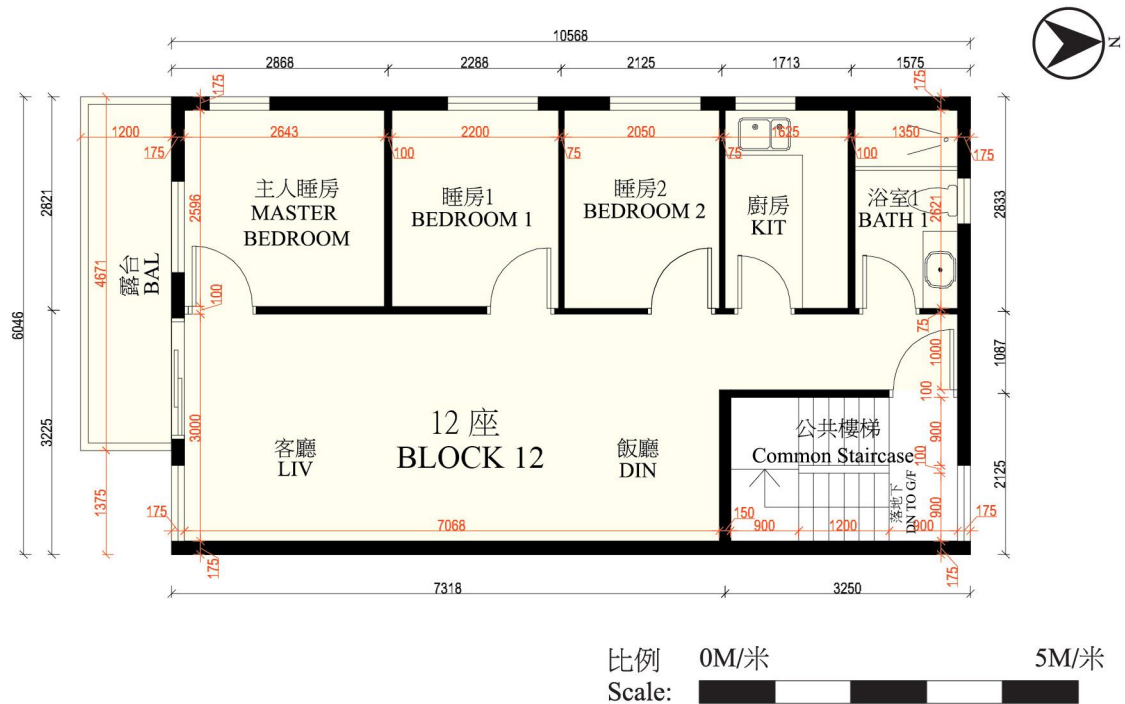 10568
2868 2288 2125 1713 1575
N
175 175
1200 2643 2200 2050 1625 1350
175 100 75 75 100 175
主人睡房
MASTER
BEDROOM
睡房1
BEDROOM 1
睡房2
BEDROOM 2
廚房
KIT
浴室1
BATH 1
2821 2596 2621 2833
露台
BAL
4671
6046
100
75
1000
1087
100
3225
3000
12 座
BLOCK 12
客廳
LIV
飯廳
DIN
公共樓梯
Common Staircase
落地下
DN TO G/F
900
100
900
2125
1375
175 7068 150 900 1200 900 175
175 175
7318 3250
比例 0M/米 5M/米
Scale: